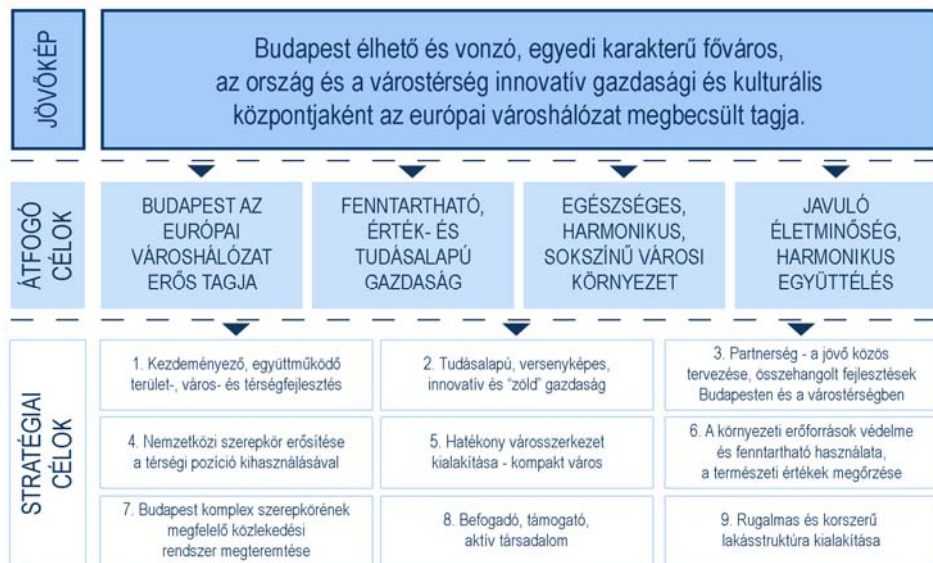 JÖVŐKÉP
Budapest élhető és vonzó, egyedi karakterű főváros,
az ország és a várostérség innovatív gazdasági és kulturális
központjaként az európai városhálózat megbecsült tagja.
ÁTFOGÓ
CÉLOK
BUDAPEST AZ
EURÓPAI
VÁROSHÁLÓZAT
ERŐS TAGJA
FENNTARTHATÓ,
ÉRTÉK- ÉS
TUDÁSALAPÚ
GAZDASÁG
EGÉSZSÉGES,
HARMONIKUS,
SOKSZÍNŰ VÁROSI
KÖRNYEZET
JAVULÓ
ÉLETMINŐSÉG,
HARMONIKUS
EGYÜTTÉLÉS
STRATÉGIAI
CÉLOK
1. Kezdeményező, együttműködő
terület-, város- és térségfejlesztés
2. Tudásalapú, versenyképes,
innovatív és "zöld" gazdaság
3. Partnerség - a jövő közös
tervezése, összehangolt fejlesztések
Budapesten és a várostérségben
4. Nemzetközi szerepkör erősítése
a térségi pozíció kihasználásával
5. Hatékony városszerkezet
kialakítása - kompakt város
6. A környezeti erőforrások védelme
és fenntartható használata,
a természeti értékek megőrzése
7. Budapest komplex szerepkörének
megfelelő közlekedési
rendszer megteremtése
8. Befogadó, támogató,
aktív társadalom
9. Rugalmas és korszerű
lakásstruktúra kialakítása